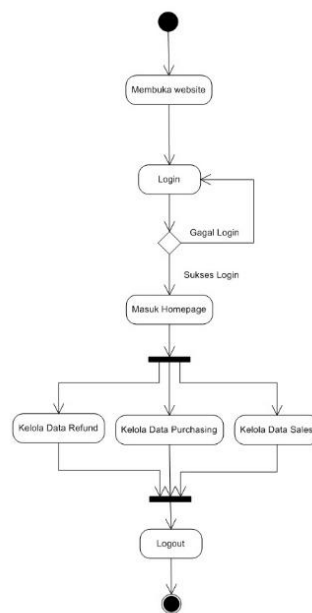 Membuka website
Login
Gagal Login
Sukses Login
Masuk Homepage
Kelola Data Refund
Kelola Data Purchasing
Kelola Data Sales
Logout